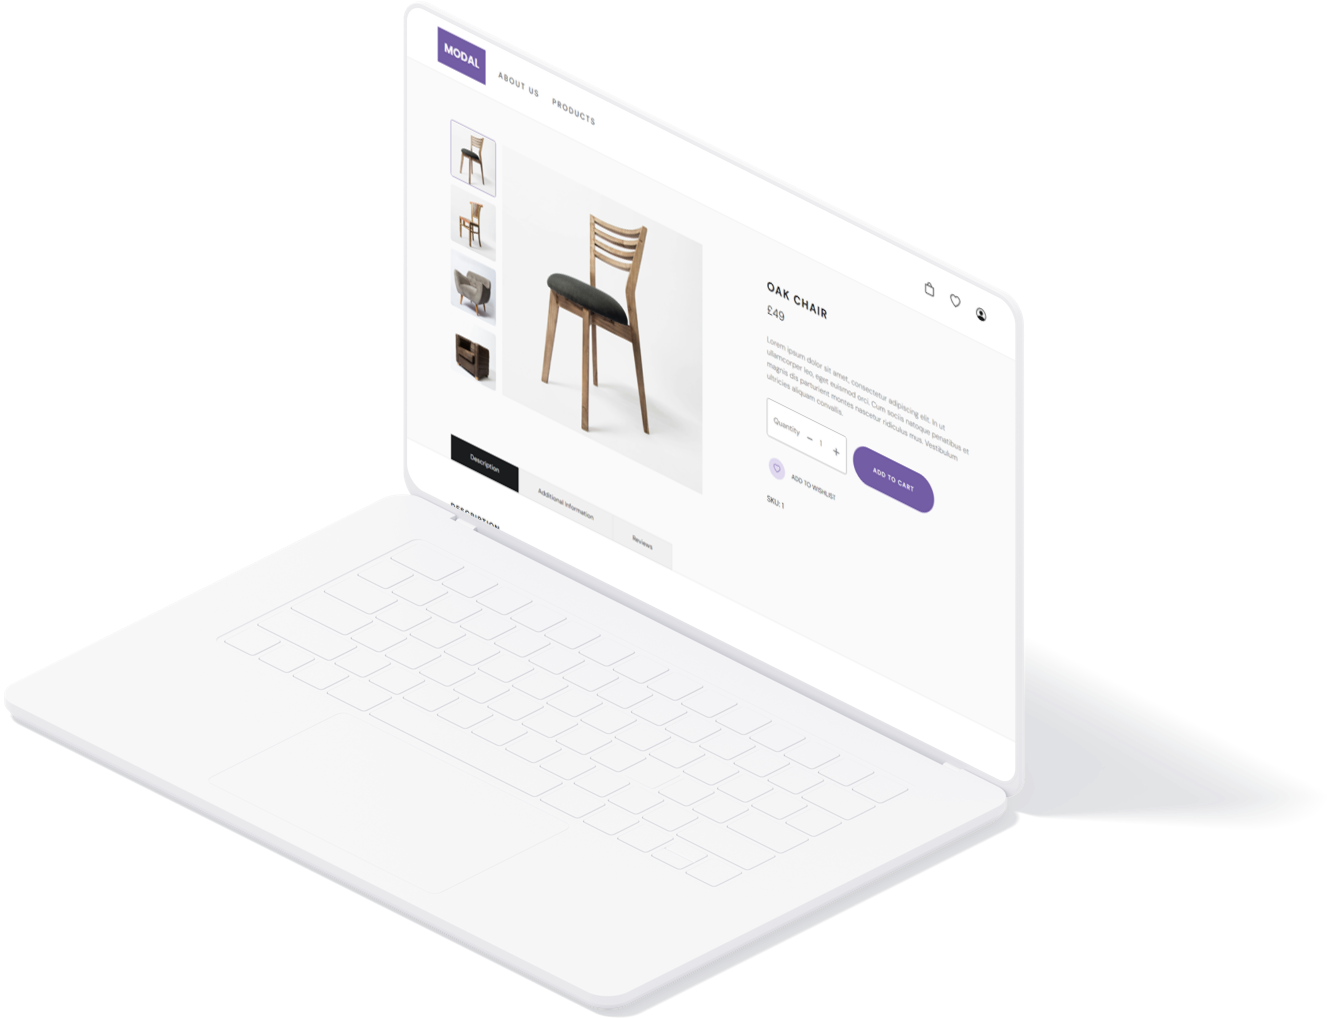 MODAL
ABOUT US
PRODUCTS
OAK CHAIR
£49
Lorem ipsum dolor sit amet, consectetur adipiscing elit. In ut
ullamcorper leo, eget euismod orci. Cum sociis natoque penatibus et
magnis dis parturient montes nascetur ridiculus mus. Vestibulum
ultricies aliquam convallis.
Quantity — 1 +
ADD TO CART
ADD TO WISHLIST
SKU: 1
Description
Additional information
Reviews
DESCRIPTION